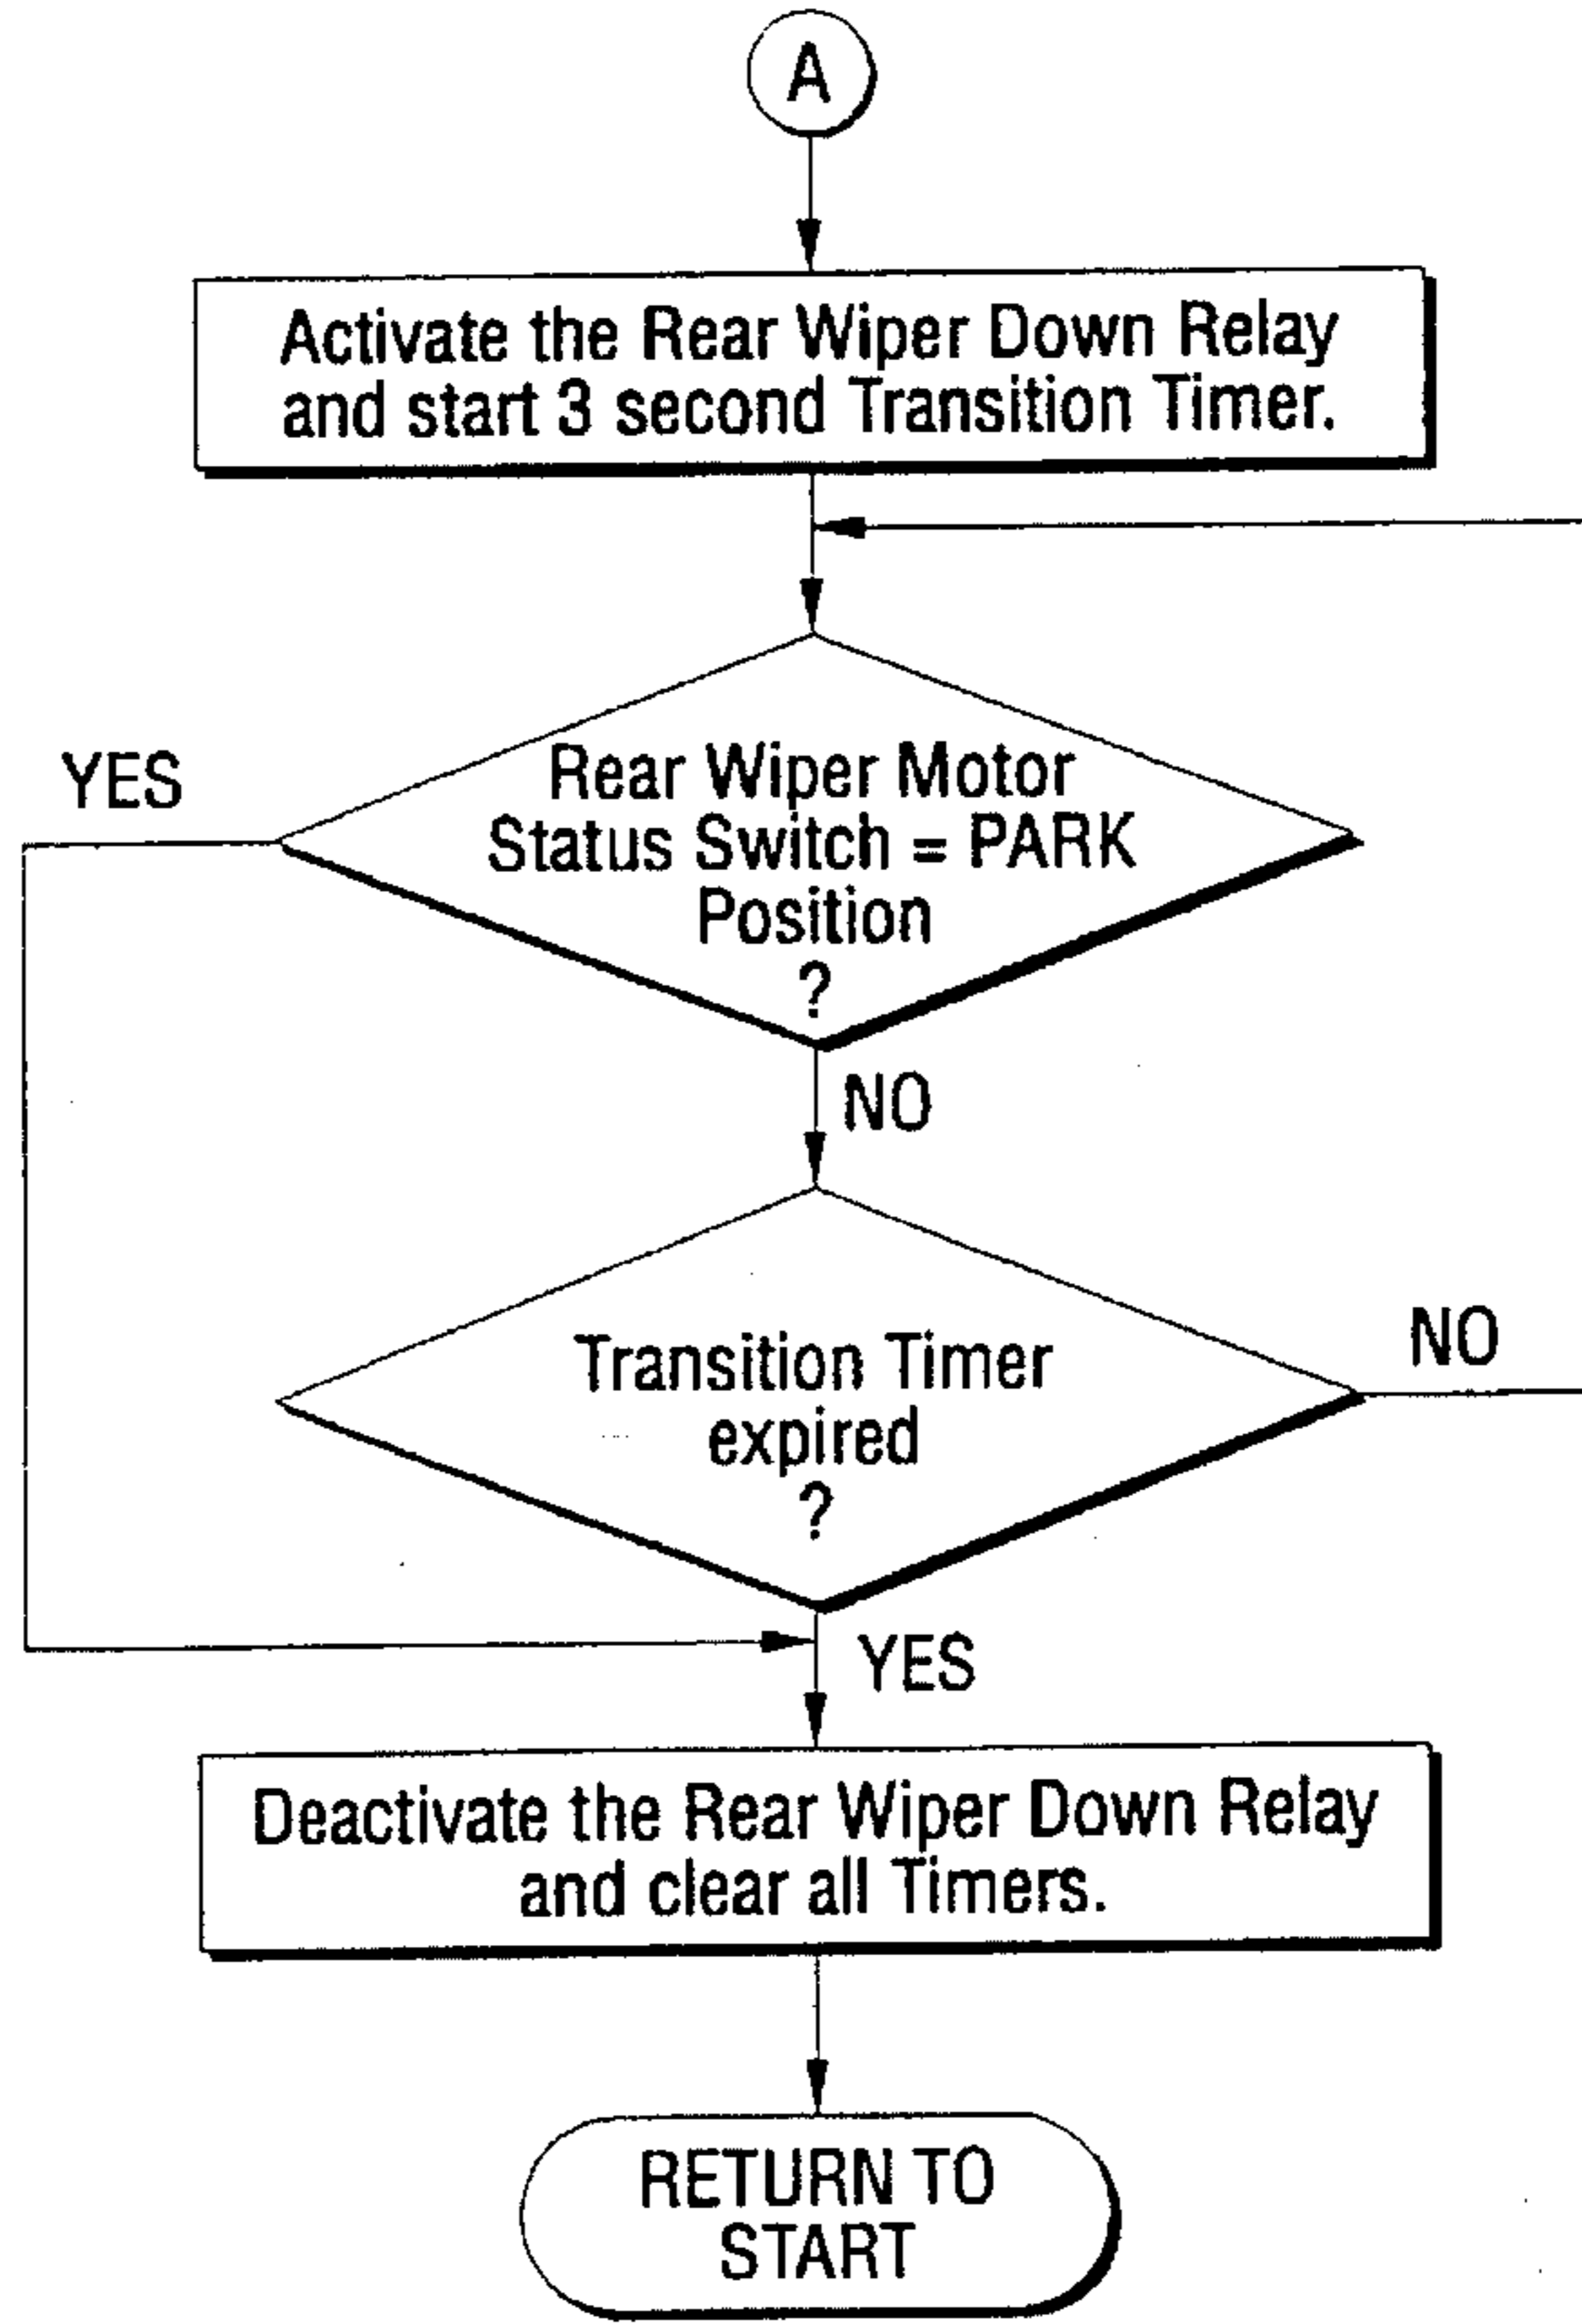 A
Activate the Rear Wiper Down Relay
and start 3 second Transition Timer.
YES
Rear Wiper Motor
Status Switch = PARK
Position
?
NO
Transition Timer
expired
?
NO
YES
Deactivate the Rear Wiper Down Relay
and clear all Timers.
RETURN TO
START